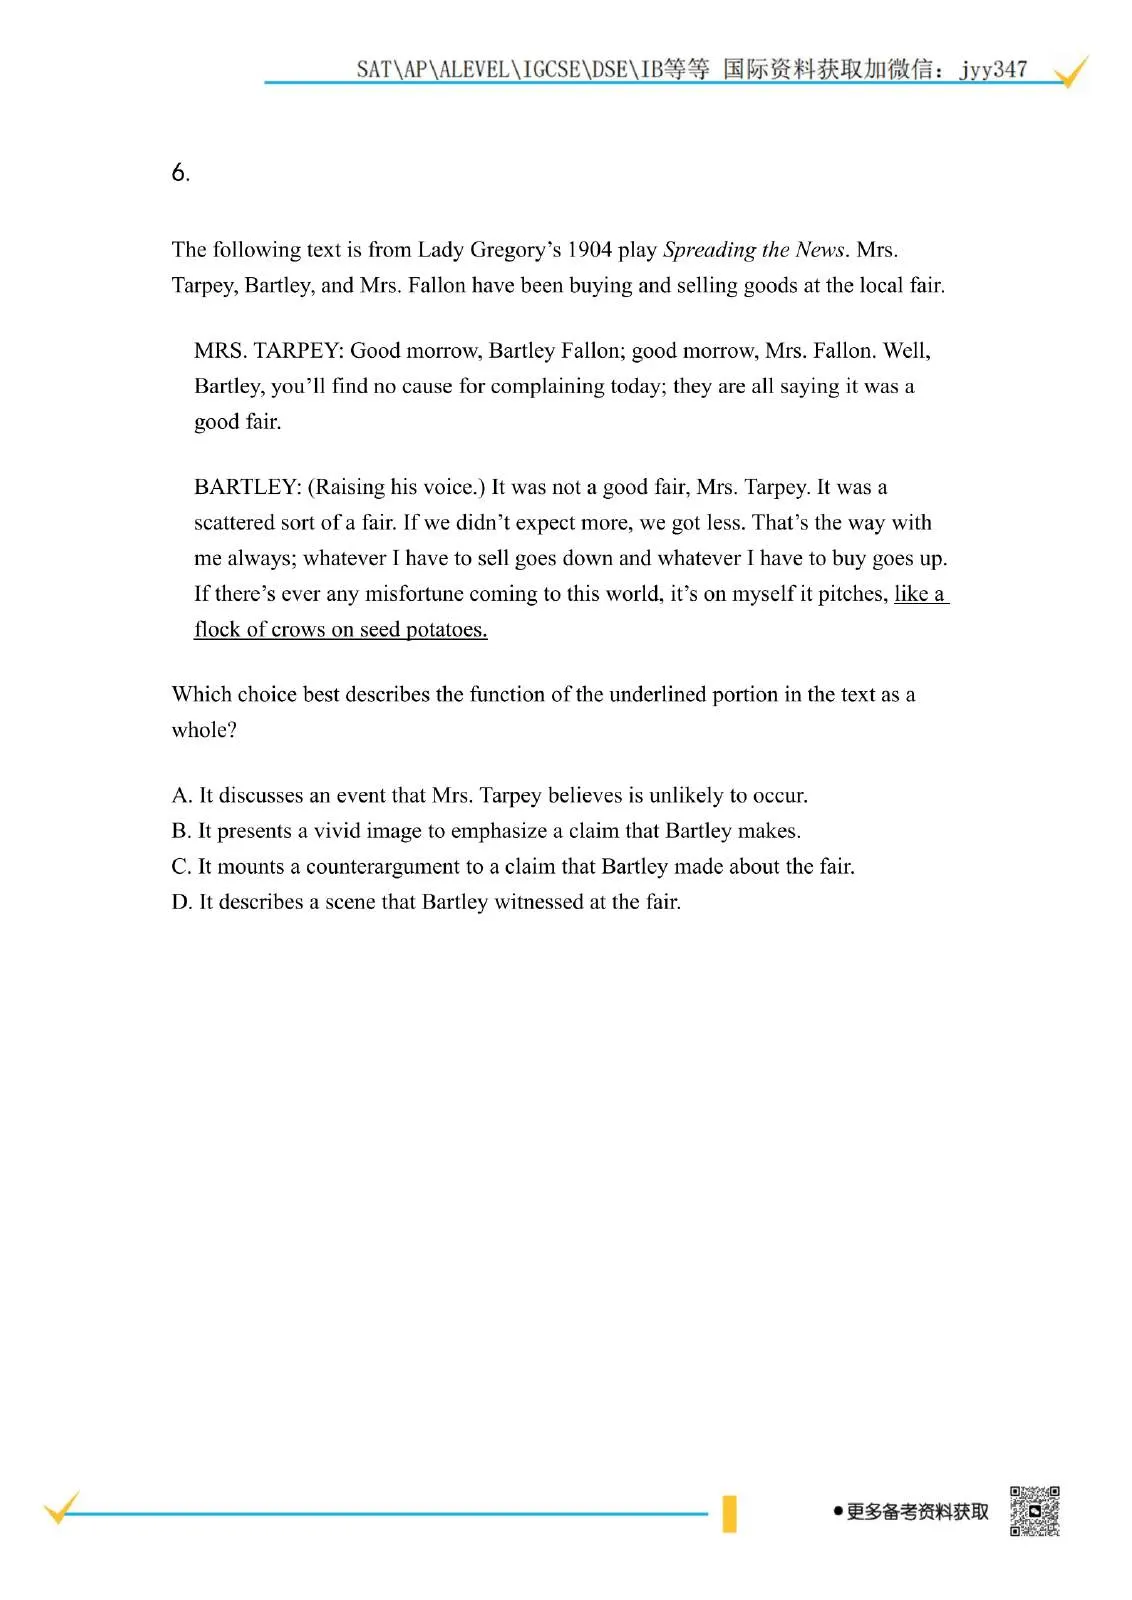 SAT\AP\ALEVEL\IGCSE\DSE\IB等等 国际资料获取加微信：jyy347
6.
The following text is from Lady Gregory’s 1904 play Spreading the News. Mrs.
Tarpey, Bartley, and Mrs. Fallon have been buying and selling goods at the local fair.
MRS. TARPEY: Good morrow, Bartley Fallon; good morrow, Mrs. Fallon. Well,
Bartley, you’ll find no cause for complaining today; they are all saying it was a
good fair.
BARTLEY: (Raising his voice.) It was not a good fair, Mrs. Tarpey. It was a
scattered sort of a fair. If we didn’t expect more, we got less. That’s the way with
me always; whatever I have to sell goes down and whatever I have to buy goes up.
If there’s ever any misfortune coming to this world, it’s on myself it pitches, like a
flock of crows on seed potatoes.
Which choice best describes the function of the underlined portion in the text as a
whole?
A. It discusses an event that Mrs. Tarpey believes is unlikely to occur.
B. It presents a vivid image to emphasize a claim that Bartley makes.
C. It mounts a counterargument to a claim that Bartley made about the fair.
D. It describes a scene that Bartley witnessed at the fair.
●更多备考资料获取